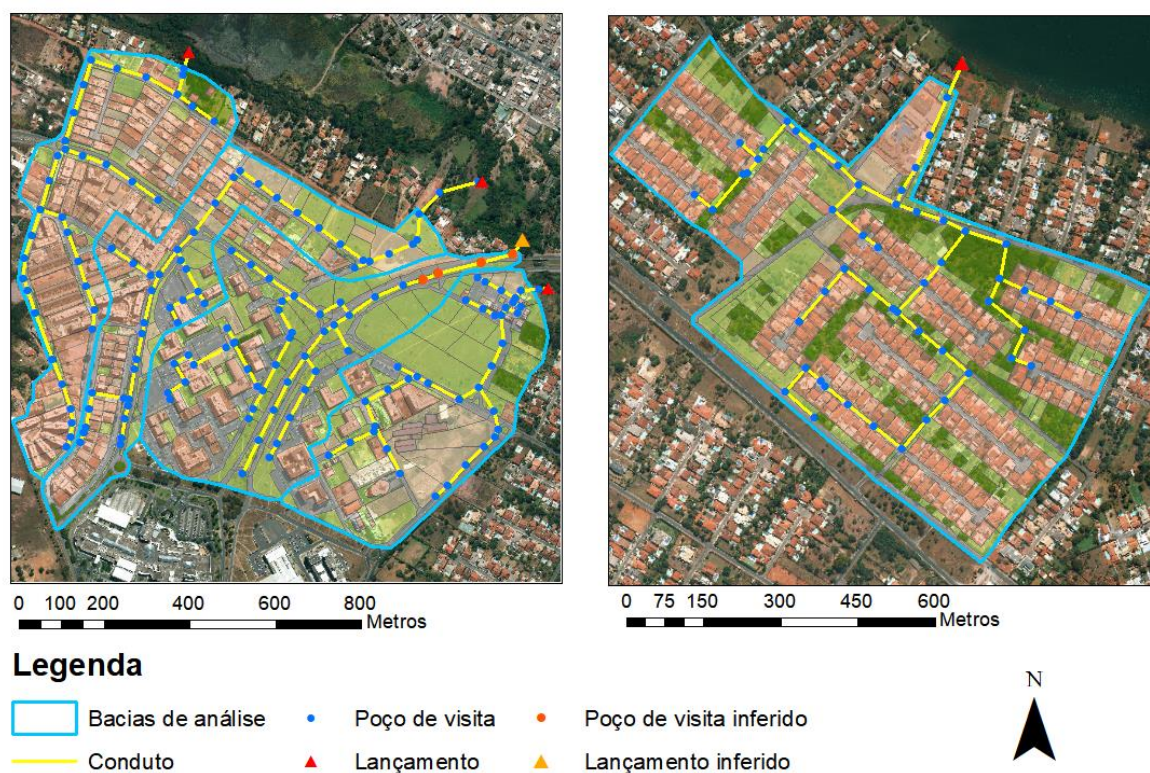 0 100 200 400 600 800
Metros
0 75 150 300 450 600
Metros
Legenda
Bacias de análise
Poço de visita
Poço de visita inferido
Conduto
Lançamento
Lançamento inferido
N